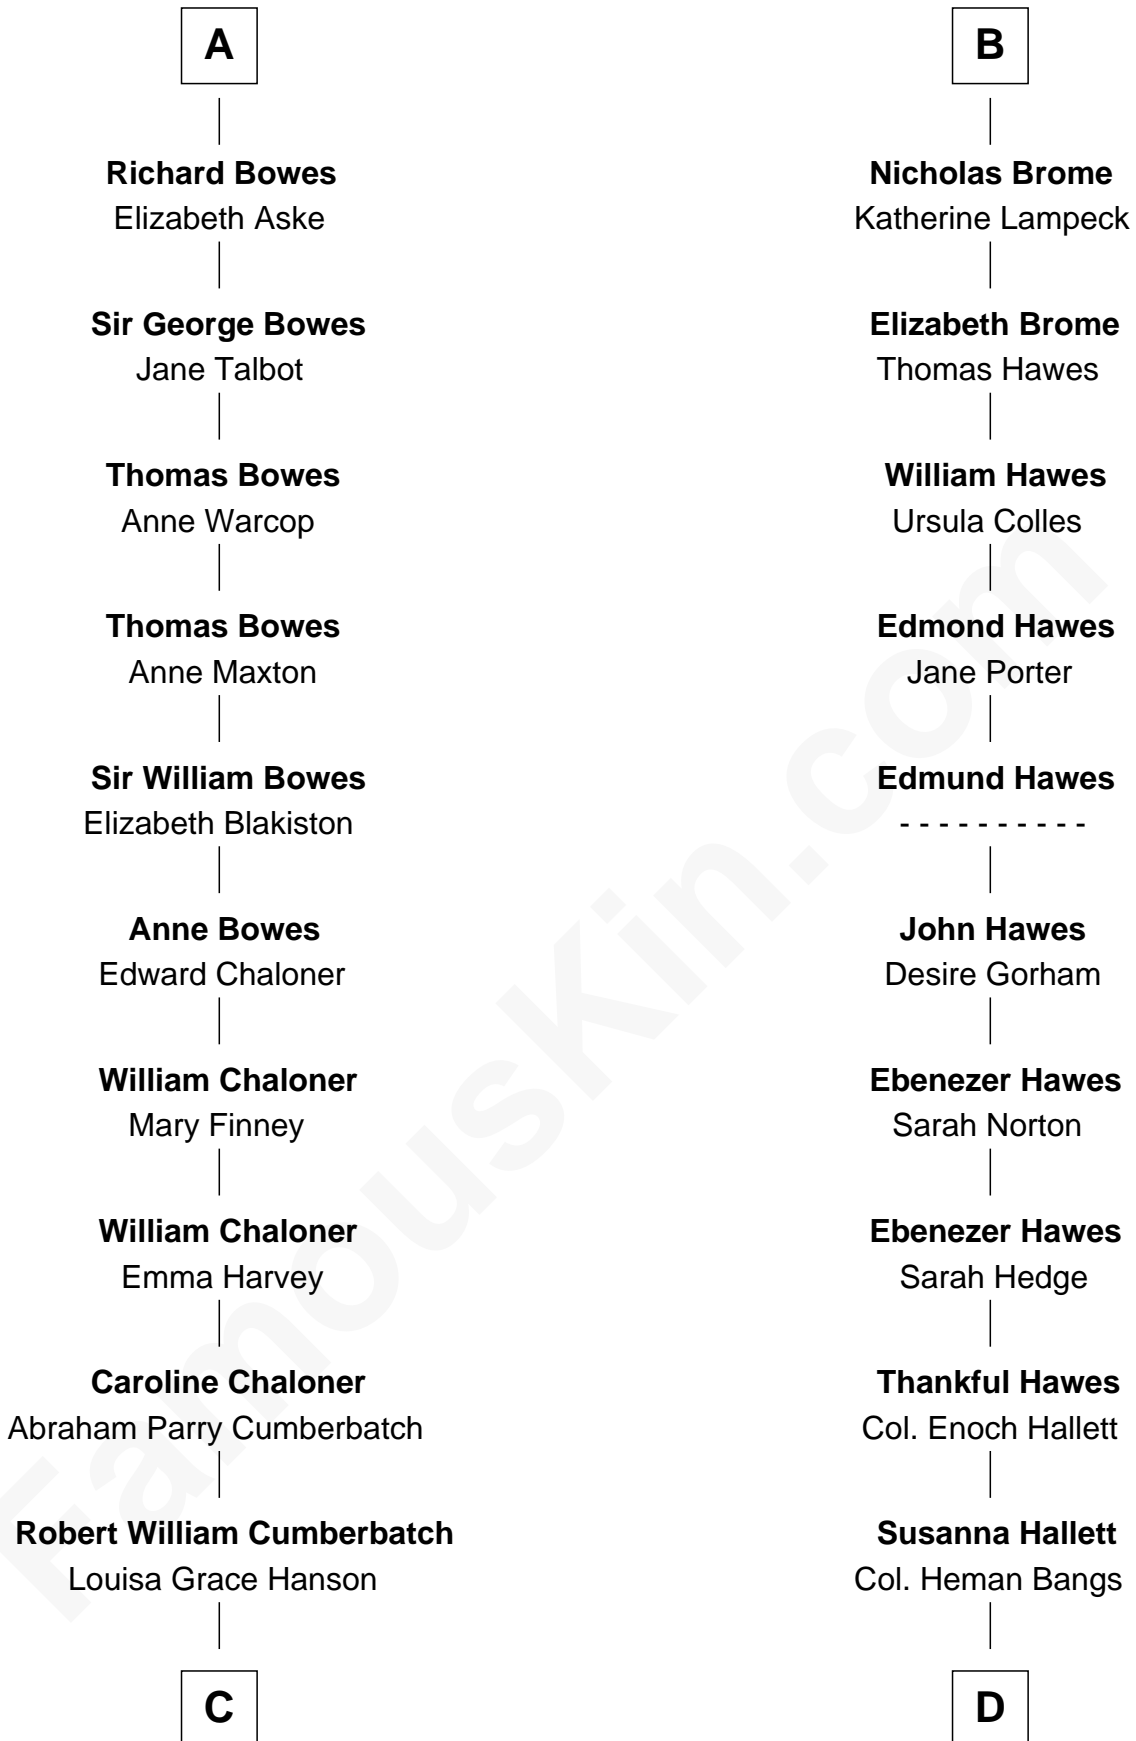 A
Richard Bowes
Elizabeth Aske
Sir George Bowes
Jane Talbot
Thomas Bowes
Anne Warcop
Thomas Bowes
Anne Maxton
Sir William Bowes
Elizabeth Blakiston
Anne Bowes
Edward Chaloner
William Chaloner
Mary Finney
William Chaloner
Emma Harvey
Caroline Chaloner
Abraham Parry Cumberbatch
Robert William Cumberbatch
Louisa Grace Hanson
C
B
Nicholas Brome
Katherine Lampeck
Elizabeth Brome
Thomas Hawes
William Hawes
Ursula Colles
Edmond Hawes
Jane Porter
Edmund Hawes
- - - - - - - - - -
John Hawes
Desire Gorham
Ebenezer Hawes
Sarah Norton
Ebenezer Hawes
Sarah Hedge
Thankful Hawes
Col. Enoch Hallett
Susanna Hallett
Col. Heman Bangs
D
FamousKin.com